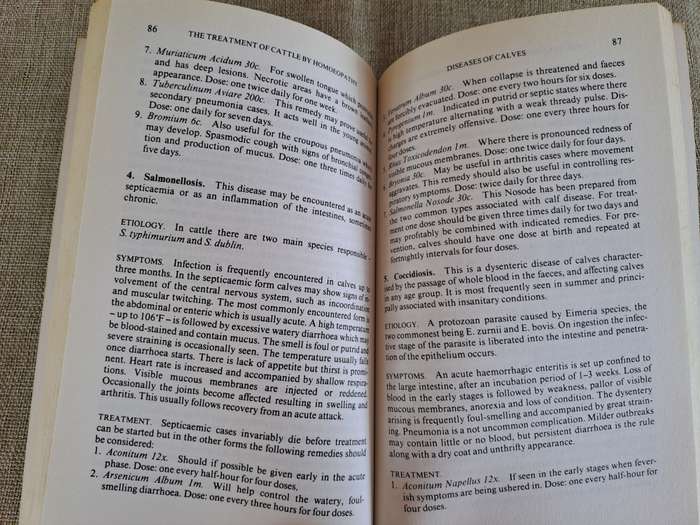 86
THE TREATMENT OF CATTLE BY HOMOEOPATHY
7. Muriaticum Acidum 30c. For swollen tongue which
and has deep lesions. Necrotic areas have a brown
appearance. Dose: one twice daily for one week.
8. Tuberculinum Aviare 200c. This remedy may prove useful in
secondary pneumonia cases. It acts well in the young animal.
Dose: one daily for seven days.
9. Bromium 6c. Also useful for the croupous pneumonia which
may develop. Spasmodic cough with signs of bronchial
tion and production of mucus. Dose: one three times daily for
five days.
4. Salmonellosis. This disease may be encountered as an acute
septicaemia or as an inflammation of the intestines, sometimes
chronic.
ETIOLOGY. In cattle there are two main species responsible –
S. typhimurium and S. dublin.
SYMPTOMS. Infection is frequently encountered in calves up to
three months. In the septicaemic form calves may show signs of in-
volvement of the central nervous system, such as incoordination
and muscular twitching. The most commonly encountered form is
the abdominal or enteric which is usually acute. A high temperature
– up to 106°F – is followed by excessive watery diarrhoea which may
be blood-stained and contain mucus. The smell is foul or putrid and
severe straining is occasionally seen. The temperature usually falls
once diarrhoea starts. There is lack of appetite but thirst is promi-
nent. Heart rate is increased and accompanied by shallow respira-
tions. Visible mucous membranes are injected or reddened.
Occasionally the joints become affected resulting in swelling and
arthritis. This usually follows recovery from an acute attack.
TREATMENT. Septicaemic cases invariably die before treatment
can be started but in the other forms the following remedies should
be considered:
1. Aconitum 12x. Should if possible be given early in the acute
phase. Dose: one every half-hour for four doses.
2. Arsenicum Album 1m. Will help control the watery, foul-
smelling diarrhoea. Dose: one every three hours for four doses.
DISEASES OF CALVES
87
Album 30c. When collapse is threatened and faeces
forcibly evacuated. Dose: one every two hours for six doses.
1m. Indicated in putrid or septic states where there
high temperature alternating with a weak thready pulse. Dis-
charges are extremely offensive. Dose: one every three hours for
four doses.
Toxicodendon 1m. Where there is pronounced redness of
visible mucous membranes. Dose: one twice daily for four days.
Bryonia 30c. May be useful in arthritis cases where movement
aggravates. This remedy should also be useful in controlling res-
piratory symptoms. Dose: twice daily for three days.
Salmonella Nosode 30c. This Nosode has been prepared from
the two common types associated with calf disease. For treat-
ment one dose should be given three times daily for two days and
may profitably be combined with indicated remedies. For pre-
vention, calves should have one dose at birth and repeated at
fortnightly intervals for four doses.
5. Coccidiosis. This is a dysenteric disease of calves character-
ised by the passage of whole blood in the faeces, and affecting calves
in any age group. It is most frequently seen in summer and princi-
pally associated with insanitary conditions.
ETIOLOGY. A protozoan parasite caused by Eimeria species, the
two commonest being E. zurnii and E. bovis. On ingestion the infec-
tive stage of the parasite is liberated into the intestine and penetra-
tion of the epithelium occurs.
SYMPTOMS. An acute haemorrhagic enteritis is set up confined to
the large intestine, after an incubation period of 1–3 weeks. Loss of
blood in the early stages is followed by weakness, pallor of visible
mucous membranes, anorexia and loss of condition. The dysentery
is frequently foul-smelling and accompanied by great strain-
ing. Pneumonia is not uncommon complication. Milder outbreaks
may contain little or no blood, but persistent diarrhoea is the rule
along with a dry coat and unthrifty appearance.
TREATMENT.
1. Aconitum Napellus 12x. If seen in the early stages when fever-
ish symptoms are being ushered in. Dose: one every half-hour for
four doses.